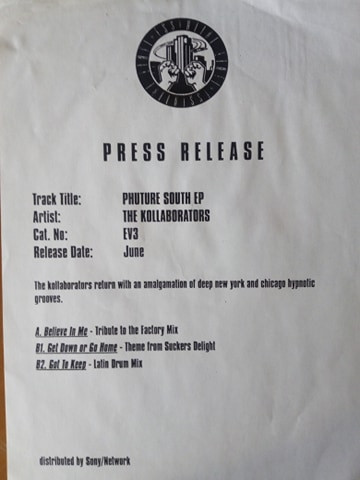 PRESS RELEASE
Track Title: PHUTURE SOUTH EP
Artist: THE KOLLABORATORS
Cat. No: EV3
Release Date: June
The kollaborators return with an amalgamation of deep new york and chicago hypnotic
grooves.
A. Believe In Me - Tribute to the Factory Mix
B1. Get Down or Go Home - Theme from Suckers Delight
B2. Got To Keep - Latin Drum Mix
distributed by Sony/Network